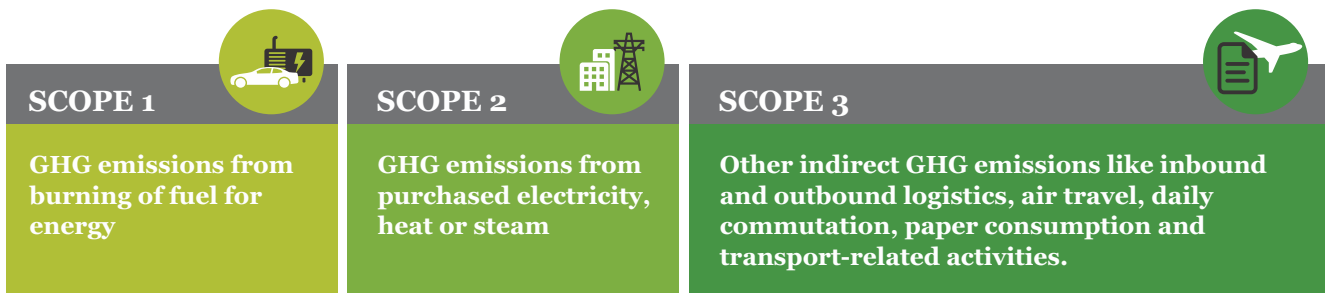 SCOPE 1
GHG emissions from
burning of fuel for
energy
SCOPE 2
GHG emissions from
purchased electricity,
heat or steam
SCOPE 3
Other indirect GHG emissions like inbound
and outbound logistics, air travel, daily
commutation, paper consumption and
transport-related activities.